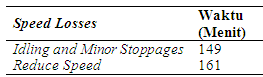 Speed Losses Waktu (Menit)
Idling and Minor Stoppages 149
Reduce Speed 161